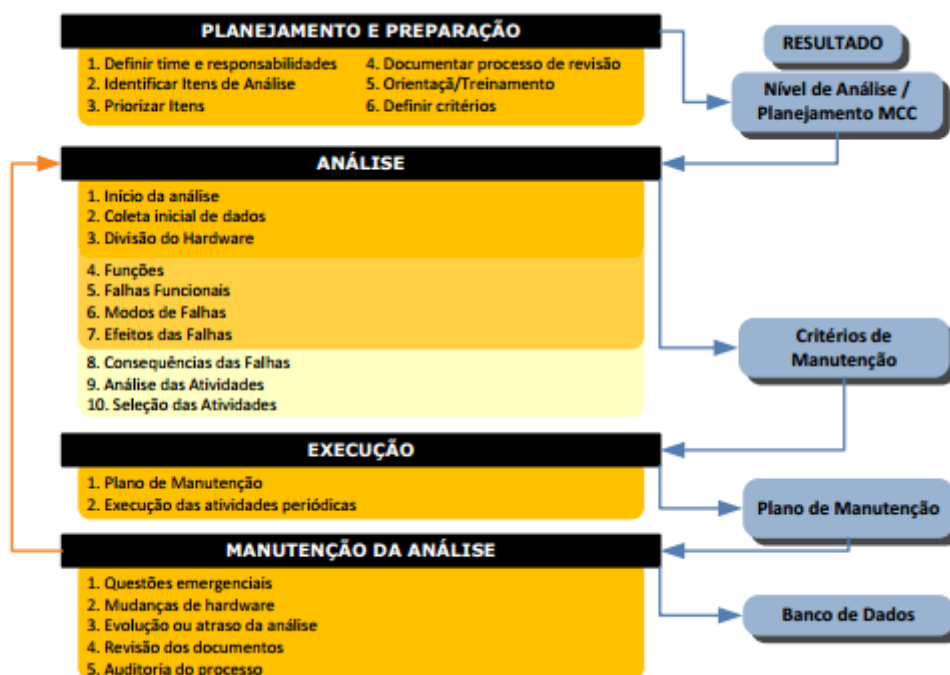 PLANEJAMENTO E PREPARAÇÃO
1. Definir time e responsabilidades
2. Identificar Itens de Análise
3. Priorizar Itens
4. Documentar processo de revisão
5. Orientaçã/Treinamento
6. Definir critérios
RESULTADO
Nível de Análise /
Planejamento MCC
ANÁLISE
1. Início da análise
2. Coleta inicial de dados
3. Divisão do Hardware
4. Funções
5. Falhas Funcionais
6. Modos de Falhas
7. Efeitos das Falhas
8. Consequências das Falhas
9. Análise das Atividades
10. Seleção das Atividades
Critérios de
Manutenção
EXECUÇÃO
1. Plano de Manutenção
2. Execução das atividades periódicas
Plano de Manutenção
MANUTENÇÃO DA ANÁLISE
1. Questões emergenciais
2. Mudanças de hardware
3. Evolução ou atraso da análise
4. Revisão dos documentos
5. Auditoria do processo
Banco de Dados